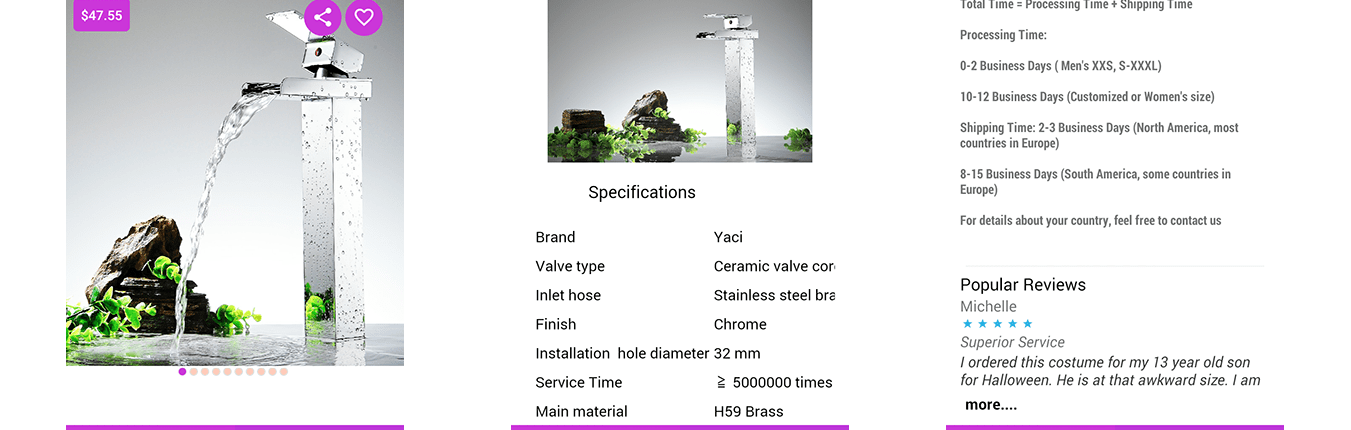 $47.55
Specifications
Brand Yaci
Valve type Ceramic valve cor
Inlet hose Stainless steel bra
Finish Chrome
Installation hole diameter 32 mm
Service Time ≧ 5000000 times
Main material H59 Brass
Total Time = Processing Time + Shipping Time
Processing Time:
0-2 Business Days ( Men's XXS, S-XXXL)
10-12 Business Days (Customized or Women's size)
Shipping Time: 2-3 Business Days (North America, most
countries in Europe)
8-15 Business Days (South America, some countries in
Europe)
For details about your country, feel free to contact us
Popular Reviews
Michelle
Superior Service
I ordered this costume for my 13 year old son
for Halloween. He is at that awkward size. I am
more....